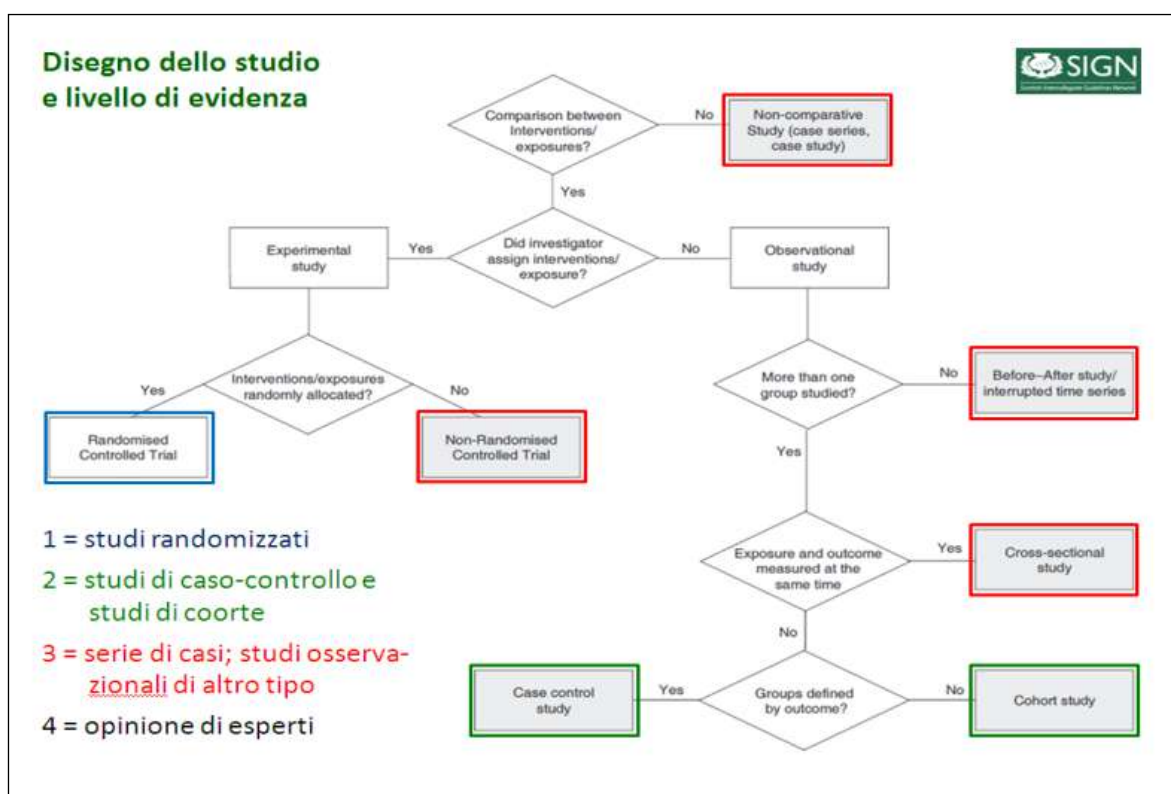 Disegno dello studio
e livello di evidenza
SIGN
Comparison between
Interventions/
exposures?
No
Non-comparative
Study (case series,
case study)
Yes
Experimental
study
Yes
Did investigator
assign interventions/
exposure?
No
Observational
study
Yes
Interventions/exposures
randomly allocated?
No
More than one
group studied?
No
Before–After study/
interrupted time series
Randomised
Controlled Trial
Non-Randomised
Controlled Trial
Yes
1 = studi randomizzati
2 = studi di caso-controllo e
studi di coorte
3 = serie di casi; studi osserva-
zionali di altro tipo
4 = opinione di esperti
Exposure and outcome
measured at the
same time
Yes
Cross-sectional
study
No
Case control
study
Yes
Groups defined
by outcome?
No
Cohort study